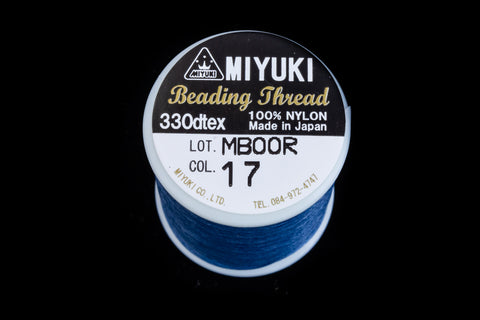 MIYUKI
MIYUKI
Beading Thread
330dtex
100% NYLON
Made in Japan
LOT. MB00R
COL. 17
MIYUKI CO., LTD.
TEL. 084-972-4747